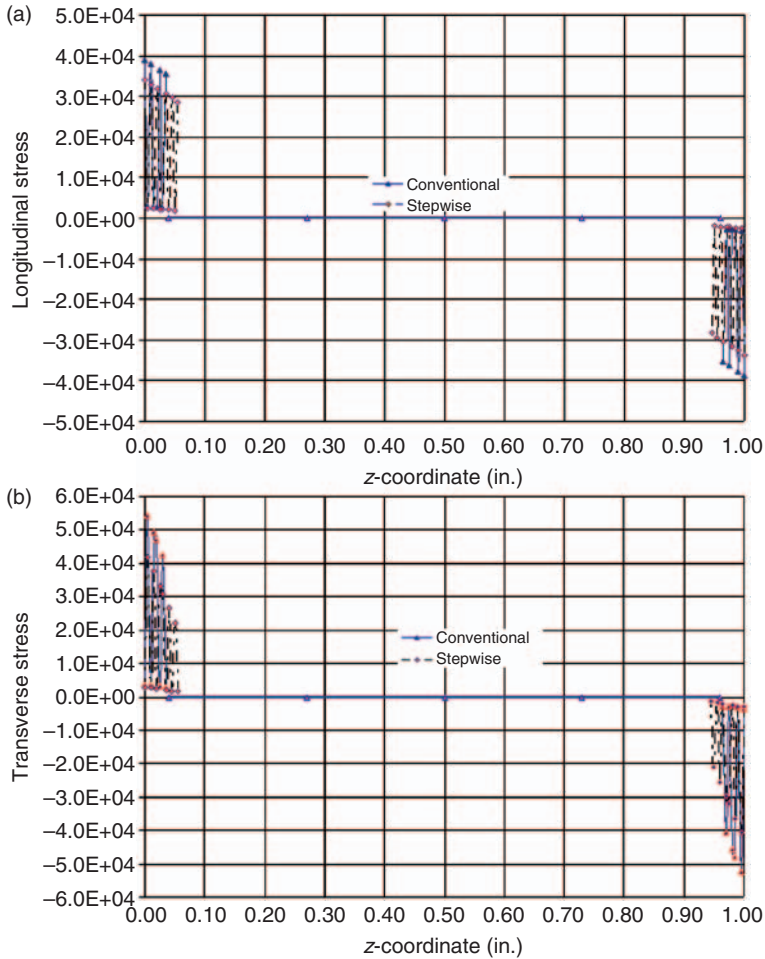 (a)
5.0E+04
4.0E+04
3.0E+04
2.0E+04
1.0E+04
0.0E+00
–1.0E+04
–2.0E+04
–3.0E+04
–4.0E+04
–5.0E+04
Longitudinal stress
Conventional
Stepwise
0.00 0.10 0.20 0.30 0.40 0.50 0.60 0.70 0.80 0.90 1.00
z-coordinate (in.)
(b)
6.0E+04
5.0E+04
4.0E+04
3.0E+04
2.0E+04
1.0E+04
0.0E+00
–1.0E+04
–2.0E+04
–3.0E+04
–4.0E+04
–5.0E+04
–6.0E+04
Transverse stress
Conventional
Stepwise
0.00 0.10 0.20 0.30 0.40 0.50 0.60 0.70 0.80 0.90 1.00
z-coordinate (in.)